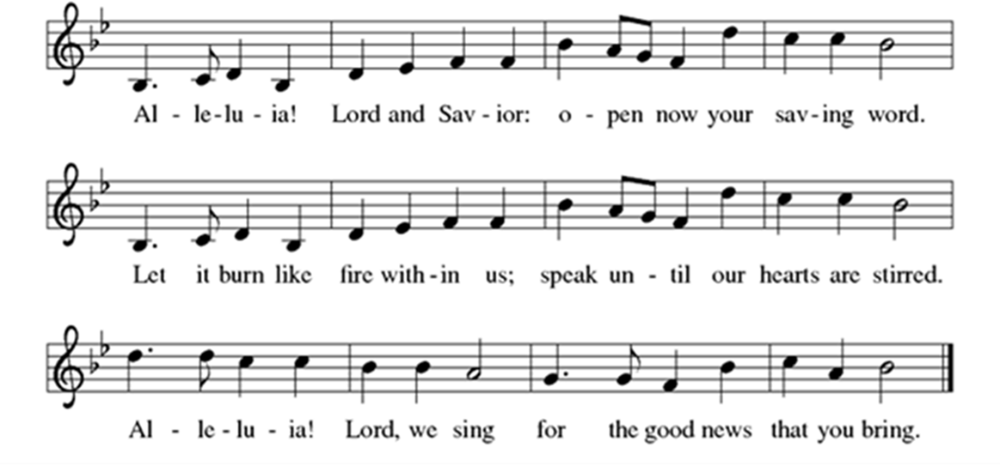 Al - le - lu - ia! Lord and Sav - ior: o - pen now your sav - ing word.
Let it burn like fire with - in us; speak un - til our hearts are stirred.
Al - le - lu - ia! Lord, we sing for the good news that you bring.